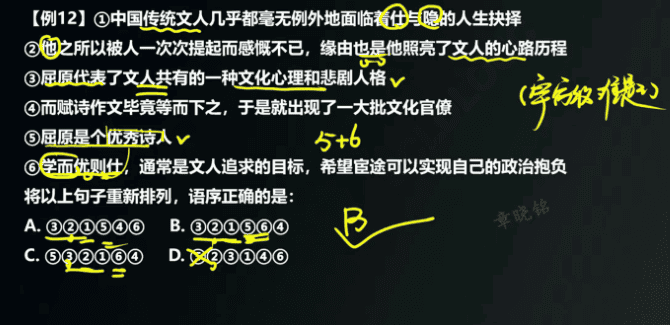 【例12】①中国传统文人几乎都毫无例外地面临着仕与隐的人生抉择
②他之所以被人一次次提起而感慨不已，缘由也是他照亮了文人的心路历程
③屈原代表了文人共有的一种文化心理和悲剧人格
④而赋诗作文毕竟等而下之，于是就出现了一大批文化官僚
⑤屈原是个优秀诗人
5+6
⑥学而优则仕，通常是文人追求的目标，希望宦途可以实现自己的政治抱负
将以上句子重新排列，语序正确的是：
A. ③②①⑤④⑥ B. ③②①⑤⑥④
B
章晓铭
C. ⑤③②①⑥④ D. ⑤②③①④⑥